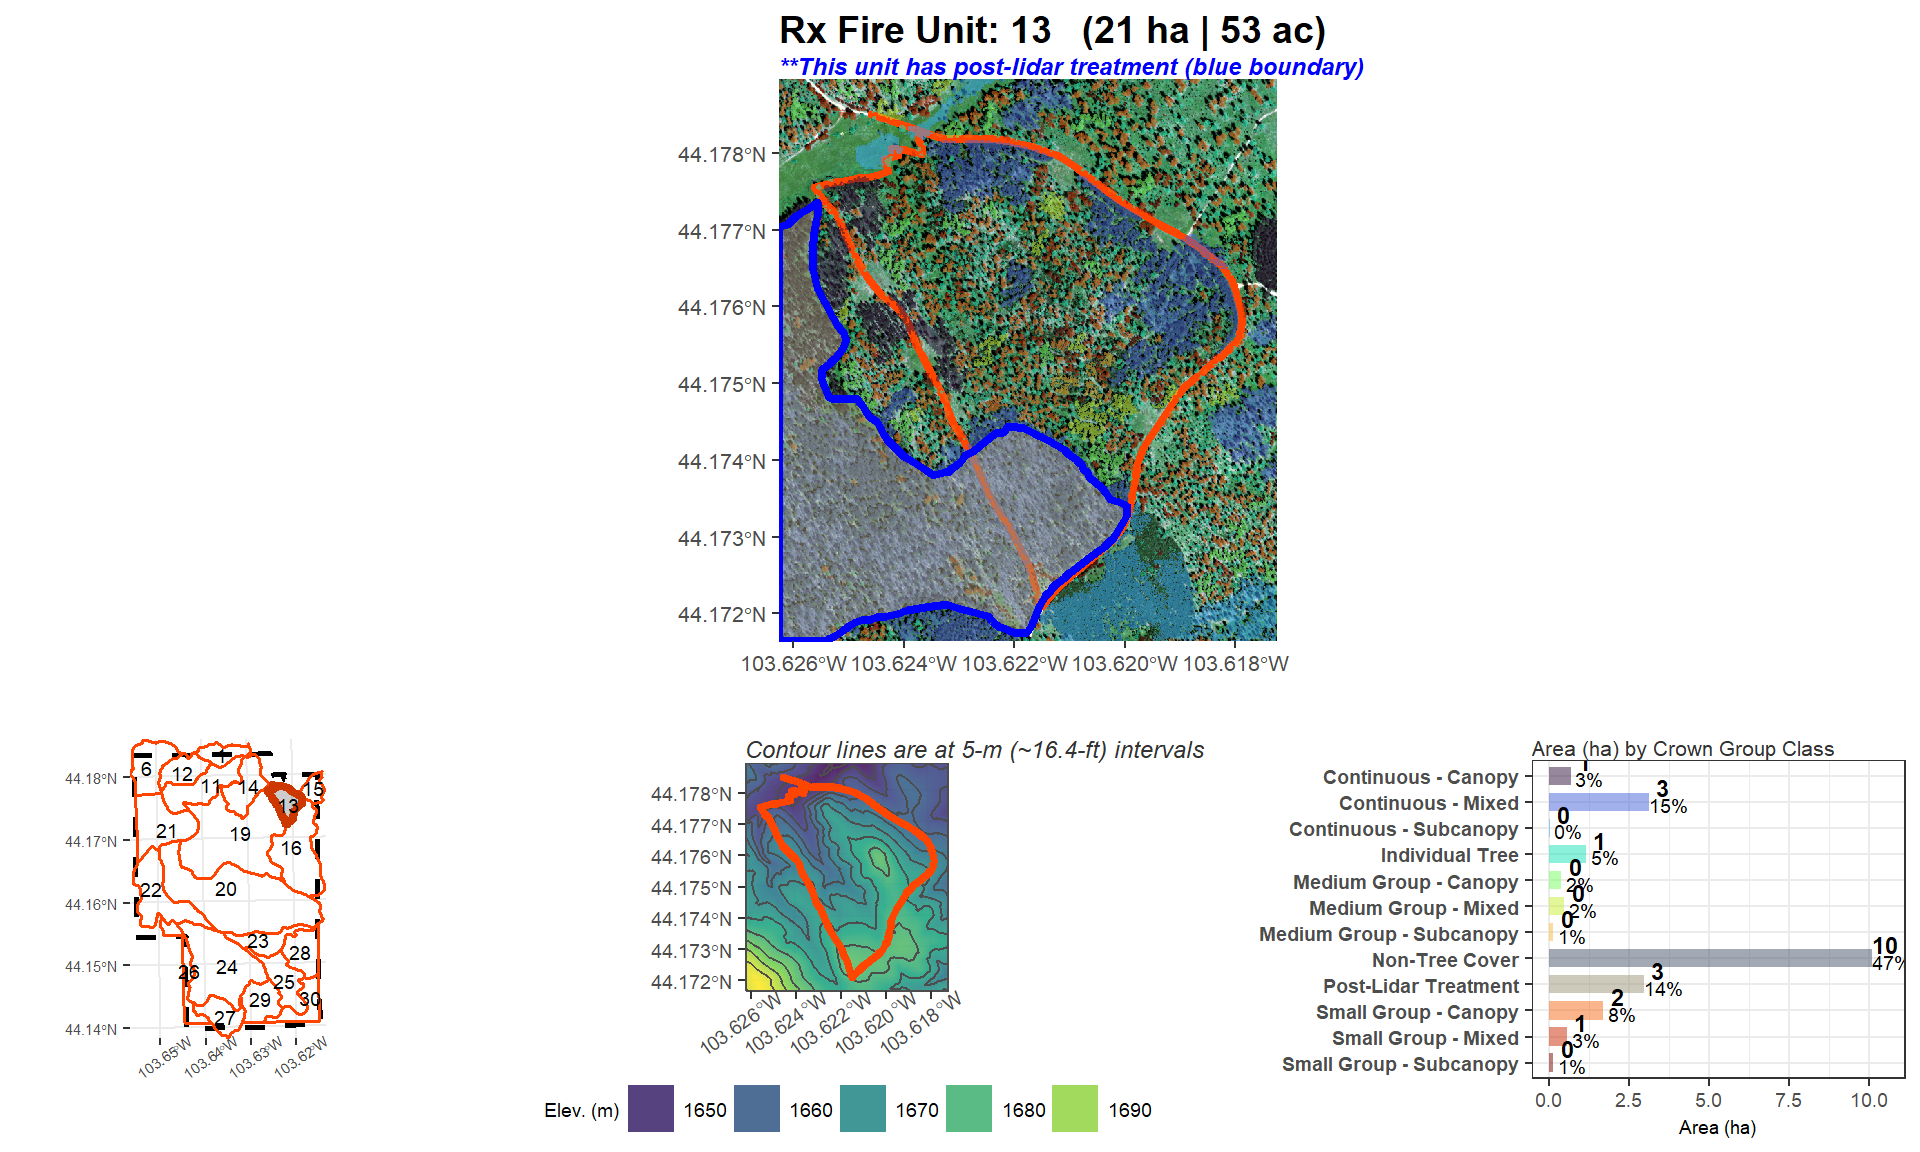 Rx Fire Unit: 13 (21 ha | 53 ac)
**This unit has post-lidar treatment (blue boundary)
44.178°N
44.177°N
44.176°N
44.175°N
44.174°N
44.173°N
44.172°N
103.626°W 103.624°W 103.622°W 103.620°W 103.618°W
44.18°N
44.17°N
44.16°N
44.15°N
44.14°N
6
12
1
11
14
13
15
21
19
16
22
20
23
28
26
24
25
29
30
27
103.65°W 103.64°W 103.63°W 103.62°W
Contour lines are at 5-m (~16.4-ft) intervals
44.178°N
44.177°N
44.176°N
44.175°N
44.174°N
44.173°N
44.172°N
103.626°W 103.624°W 103.622°W 103.620°W 103.618°W
Elev. (m) 1650 1660 1670 1680 1690
Area (ha) by Crown Group Class
Continuous - Canopy 1 3%
Continuous - Mixed 3 15%
Continuous - Subcanopy 0 0%
Individual Tree 1 5%
Medium Group - Canopy 0 2%
Medium Group - Mixed 0 2%
Medium Group - Subcanopy 0 1%
Non-Tree Cover 10 47%
Post-Lidar Treatment 3 14%
Small Group - Canopy 2 8%
Small Group - Mixed 1 3%
Small Group - Subcanopy 0 1%
0.0 2.5 5.0 7.5 10.0
Area (ha)